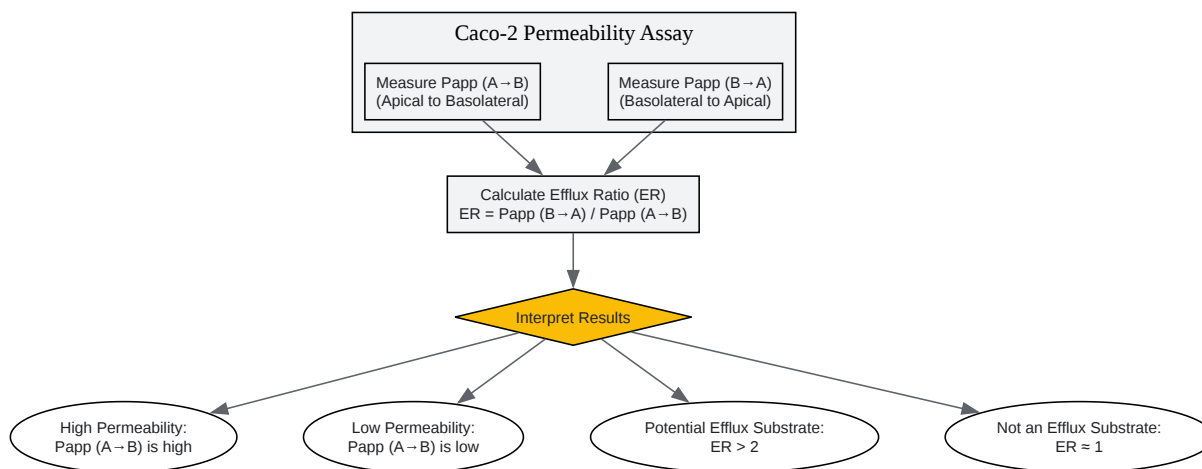 Caco-2 Permeability Assay
Measure Papp (A→B)
(Apical to Basolateral)
Measure Papp (B→A)
(Basolateral to Apical)
Calculate Efflux Ratio (ER)
ER = Papp (B→A) / Papp (A→B)
Interpret Results
High Permeability:
Papp (A→B) is high
Low Permeability:
Papp (A→B) is low
Potential Efflux Substrate:
ER > 2
Not an Efflux Substrate:
ER ≈ 1